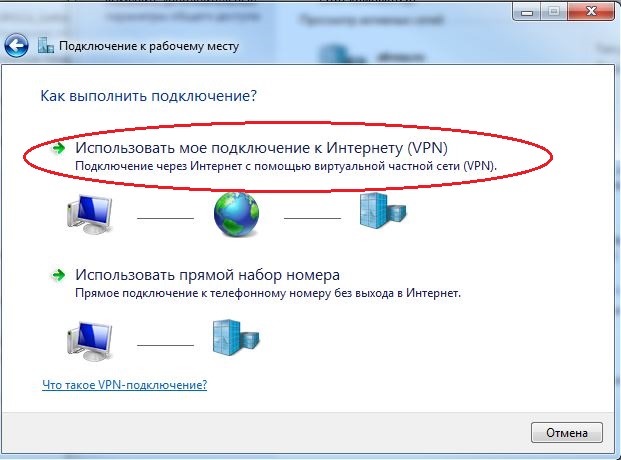 Подключение к рабочему месту
Как выполнить подключение?
Использовать мое подключение к Интернету (VPN)
Подключение через Интернет с помощью виртуальной частной сети (VPN).
Использовать прямой набор номера
Прямое подключение к телефонному номеру без выхода в Интернет.
Что такое VPN-подключение?
Отмена